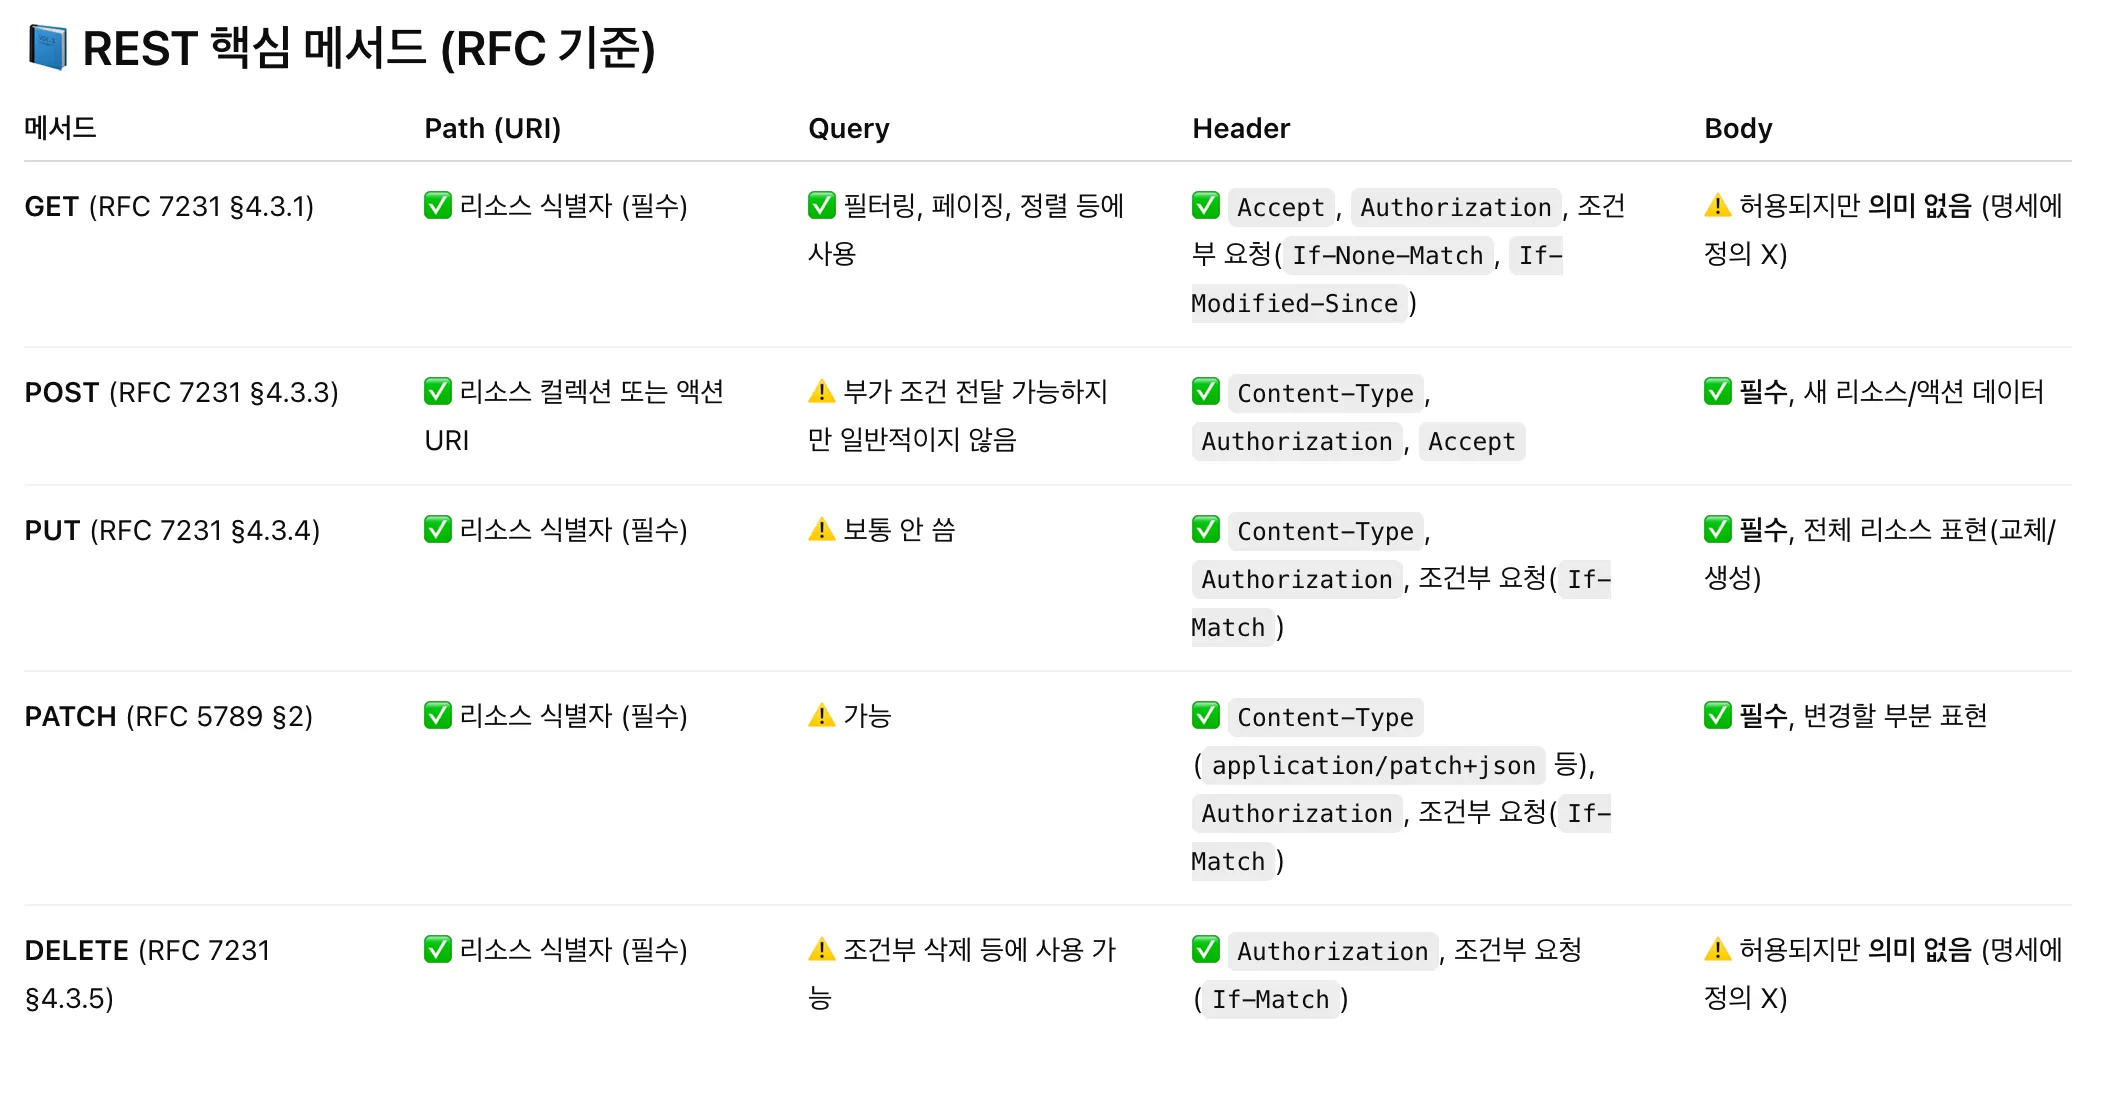 📘 REST 핵심 메서드 (RFC 기준)
메서드 Path (URI) Query Header Body
GET (RFC 7231 §4.3.1)
✅ 리소스 식별자 (필수)
✅ 필터링, 페이징, 정렬 등에
사용
✅ Accept, Authorization, 조건
부 요청(If-None-Match, If-
Modified-Since)
⚠️ 허용되지만 의미 없음 (명세에
정의 X)
POST (RFC 7231 §4.3.3)
✅ 리소스 컬렉션 또는 액션
URI
⚠️ 부가 조건 전달 가능하지
만 일반적이지 않음
✅ Content-Type,
Authorization, Accept
✅ 필수, 새 리소스/액션 데이터
PUT (RFC 7231 §4.3.4)
✅ 리소스 식별자 (필수)
⚠️ 보통 안 씀
✅ Content-Type,
Authorization, 조건부 요청(If-
Match)
✅ 필수, 전체 리소스 표현(교체/
생성)
PATCH (RFC 5789 §2)
✅ 리소스 식별자 (필수)
⚠️ 가능
✅ Content-Type
(application/patch+json 등),
Authorization, 조건부 요청(If-
Match)
✅ 필수, 변경할 부분 표현
DELETE (RFC 7231
§4.3.5)
✅ 리소스 식별자 (필수)
⚠️ 조건부 삭제 등에 사용 가
능
✅ Authorization, 조건부 요청
(If-Match)
⚠️ 허용되지만 의미 없음 (명세에
정의 X)